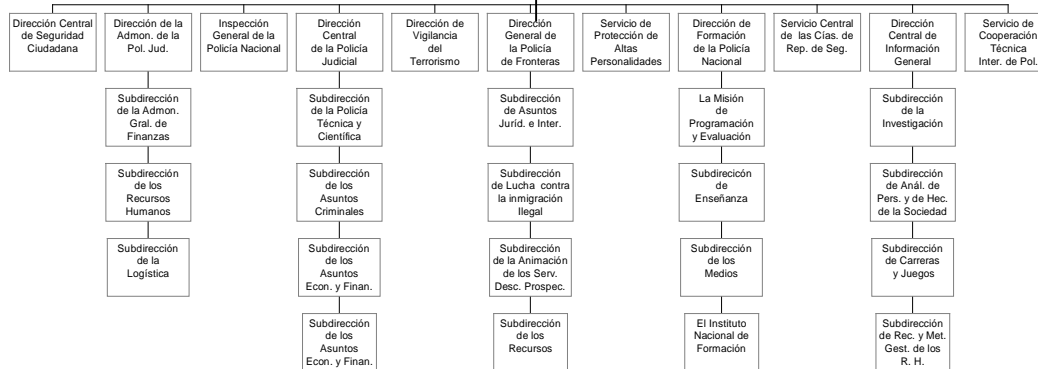 Dirección Central
de Seguridad
Ciudadana
Dirección de la
Admon. de la
Pol. Jud.
Inspección
General de la
Policía Nacional
Dirección
Central
de la Policía
Judicial
Dirección de
Vigilancia
del
Terrorismo
Dirección
General de
la Policía
de Fronteras
Servicio de
Protección de
Altas
Personalidades
Dirección de
Formación
de la Policía
Nacional
Servicio Central
de las Cías. de
Rep. de Seg.
Dirección
Central de
Información
General
Servicio de
Cooperación
Técnica
Inter. de Pol.
Subdirección
de la Admon.
Gral. de
Finanzas
Subdirección
de la Policía
Técnica y
Científica
Subdirección
de Asuntos
Juríd. e Inter.
La Misión
de
Programación
y Evaluación
Subdirección
de la
Investigación
Subdirección
de los
Recursos
Humanos
Subdirección
de los
Asuntos
Criminales
Subdirección
de Lucha contra
la inmigración
Ilegal
Subdirecicón
de
Enseñanza
Subdirección
de Anál. de
Pers. y de Hec.
de la Sociedad
Subdirección
de la
Logística
Subdirección
de los
Asuntos
Econ. y Finan.
Subdirección
de la Animación
de los Serv.
Desc. Prospec.
Subdirección
de los
Medios
Subdirección
de Carreras
y Juegos
Subdirección
de los
Asuntos
Econ. y Finan.
Subdirección
de los
Recursos
El Instituto
Nacional de
Formación
Subdirección
de Rec. y Met.
Gest. de los
R. H.